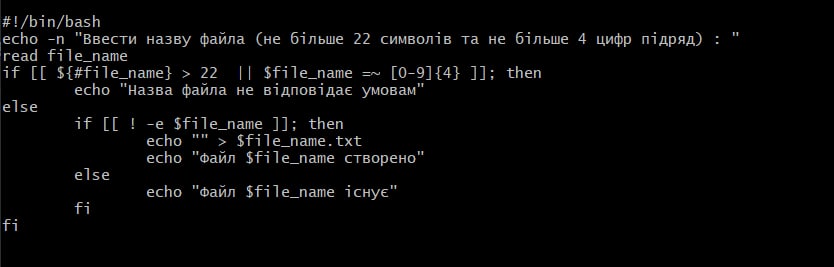 #!/bin/bash
echo -n "Ввести назву файла (не більше 22 символів та не більше 4 цифр підряд) : "
read file_name
if [[ ${#file_name} > 22  || $file_name =~ [0-9]{4} ]]; then
        echo "Назва файла не відповідає умовам"
else
        if [[ ! -e $file_name ]]; then
                echo "" > $file_name.txt
                echo "Файл $file_name створено"
        else
                echo "Файл $file_name існує"
        fi
fi